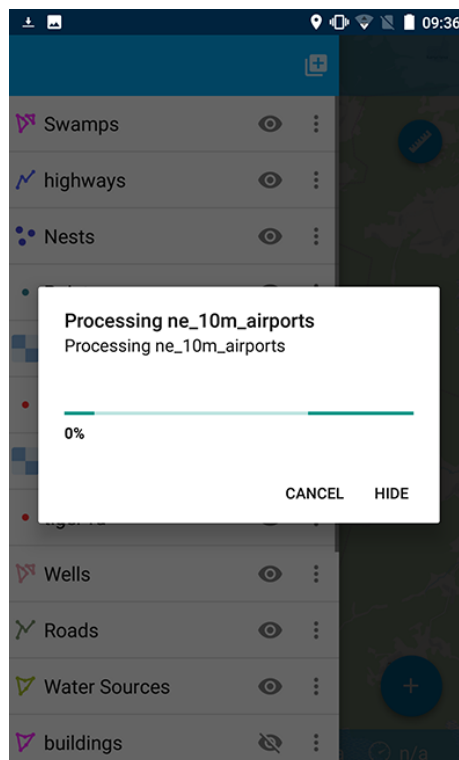 09:36
Swamps
highways
Nests
Processing ne_10m_airports
Processing ne_10m_airports
0%
CANCEL HIDE
Wells
Roads
Water Sources
buildings
n/a